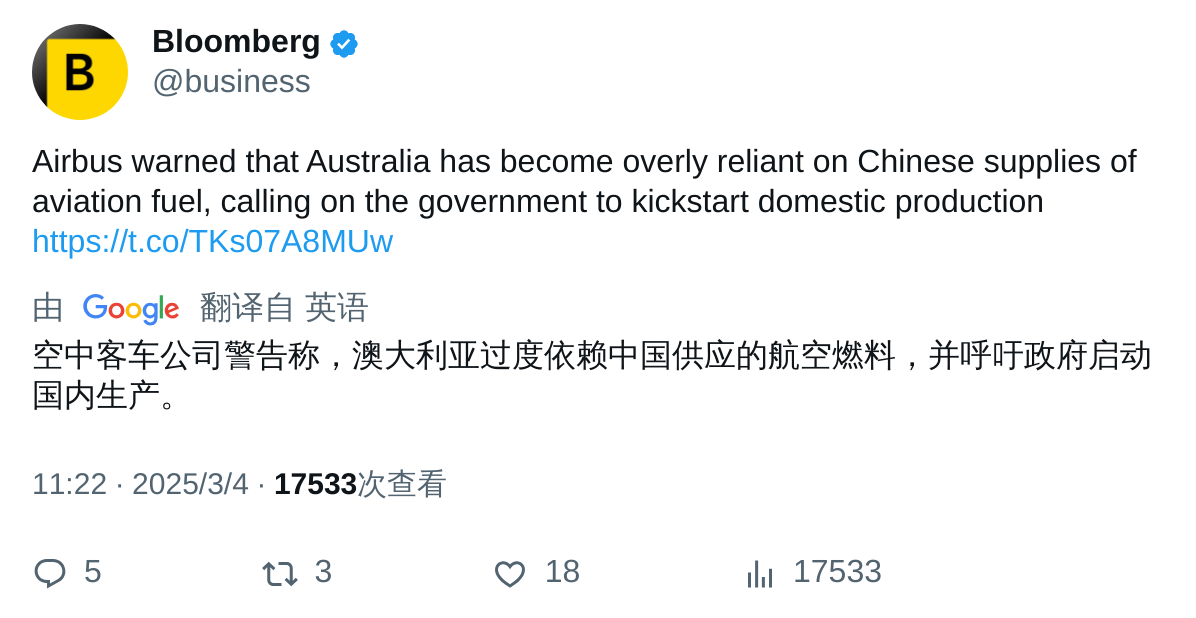 B
Bloomberg
@business
Airbus warned that Australia has become overly reliant on Chinese supplies of
aviation fuel, calling on the government to kickstart domestic production
https://t.co/TKs07A8MUw
由 Google 翻译自 英语
空中客车公司警告称，澳大利亚过度依赖中国供应的航空燃料，并呼吁政府启动
国内生产。
11:22 · 2025/3/4 · 17533次查看
5 3 18 17533